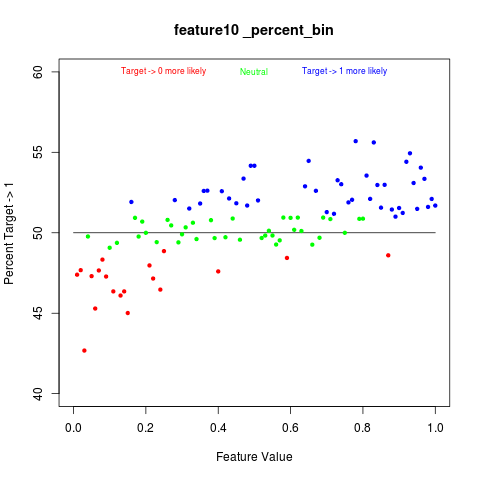 feature10 _percent_bin
Target -> 0 more likely Neutral Target -> 1 more likely
Percent Target -> 1
60
55
50
45
40
0.0 0.2 0.4 0.6 0.8 1.0
Feature Value